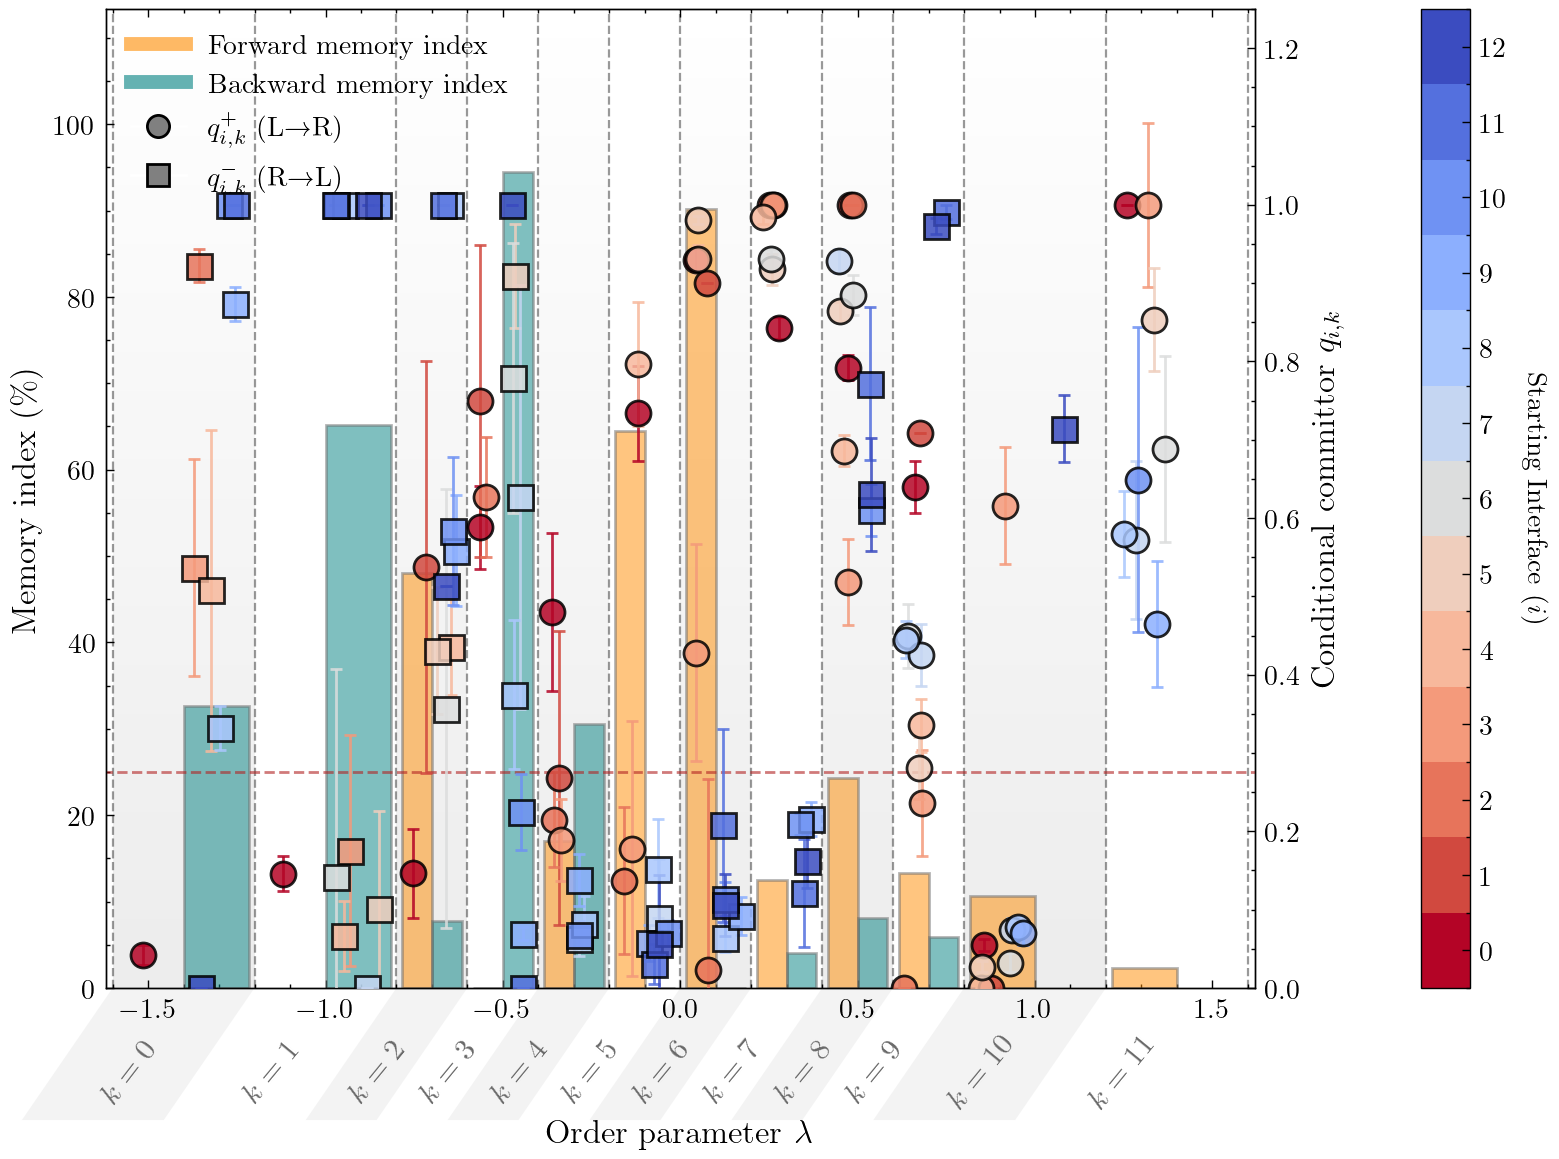 Forward memory index
Backward memory index
q⁺ᵢ,ₖ (L→R)
q⁻ᵢ,ₖ (R→L)
Memory index (%)
100
80
60
40
20
0
−1.5
−1.0
−0.5
0.0
0.5
1.0
1.5
k = 0
k = 1
k = 2
k = 3
k = 4
k = 5
k = 6
k = 7
k = 8
k = 9
k = 10
k = 11
Order parameter λ
1.2
1.0
0.8
0.6
0.4
0.2
0.0
Conditional committor qᵢ,ₖ
12
11
10
9
8
7
6
5
4
3
2
1
0
Starting Interface (i)